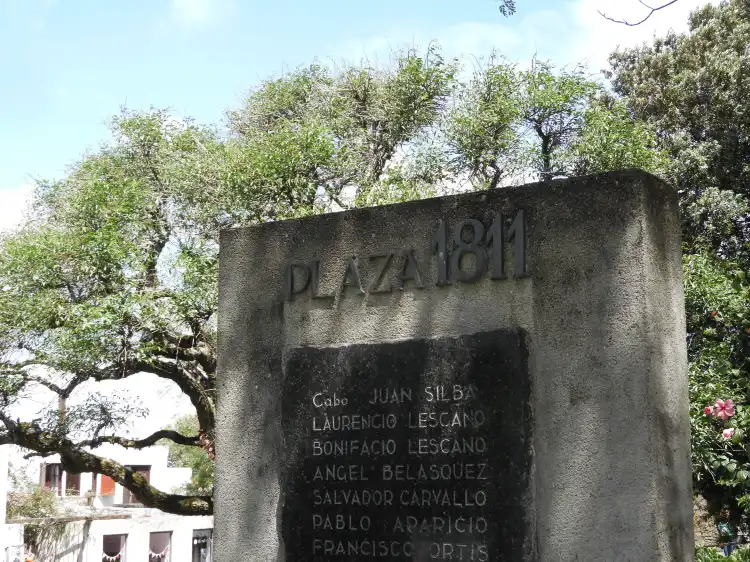 PLAZA 1811
Cabo JUAN SILBA
LAURENCIO LESCANO
BONIFACIO LESCANO
ANGEL BELASQUEZ
SALVADOR CARVALLO
PABLO APARICIO
FRANCISCO ORTIS